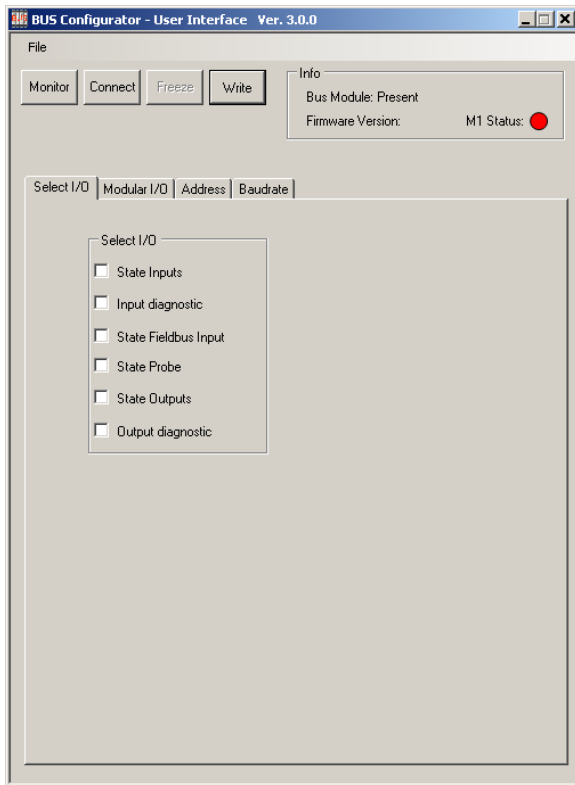 BUS Configurator - User Interface Ver. 3.0.0
File
Monitor Connect Freeze Write
Info
Bus Module: Present
Firmware Version: M1 Status:
Select I/O Modular I/O Address Baudrate
Select I/O
State Inputs
Input diagnostic
State Fieldbus Input
State Probe
State Outputs
Output diagnostic